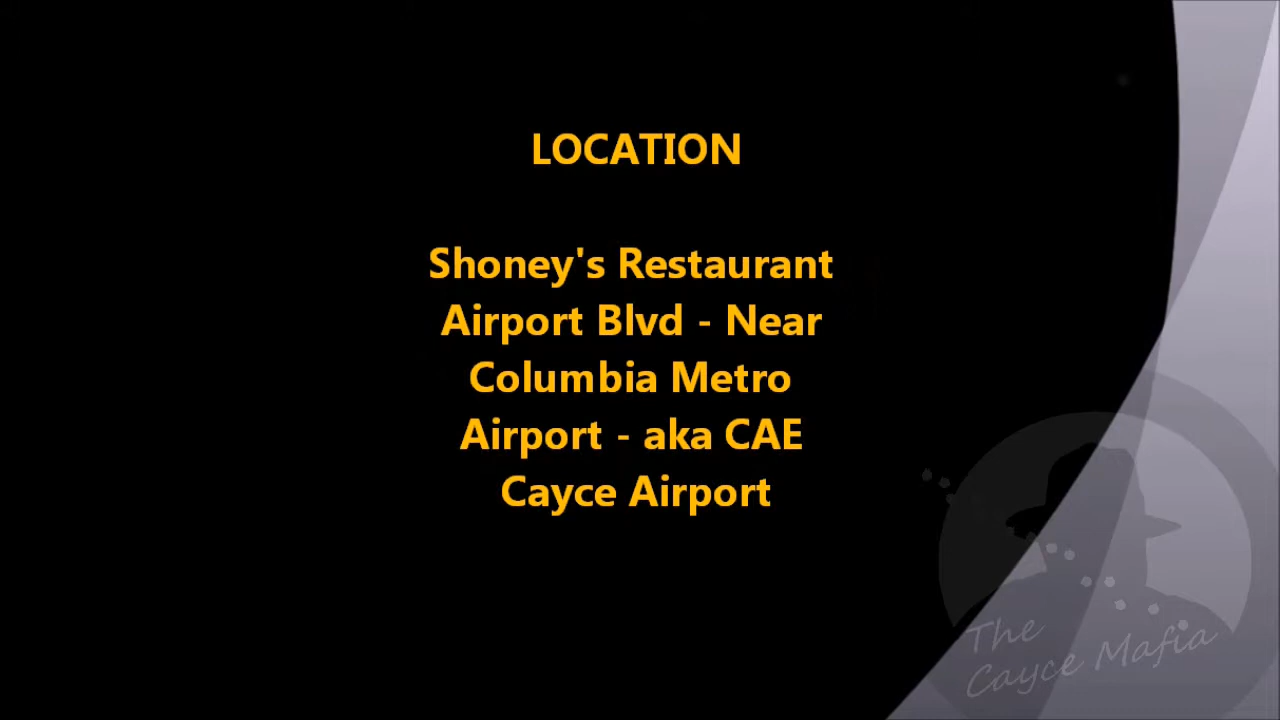 LOCATION
Shoney's Restaurant
Airport Blvd - Near
Columbia Metro
Airport - aka CAE
Cayce Airport
The
Cayce Mafia